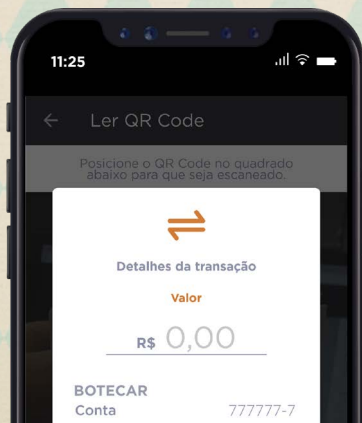 11:25
Ler QR Code
Posicione o QR Code no quadrado
abaixo para que seja escaneado.
Detalhes da transação
Valor
R$ 0,00
BOTECAR
Conta 777777-7